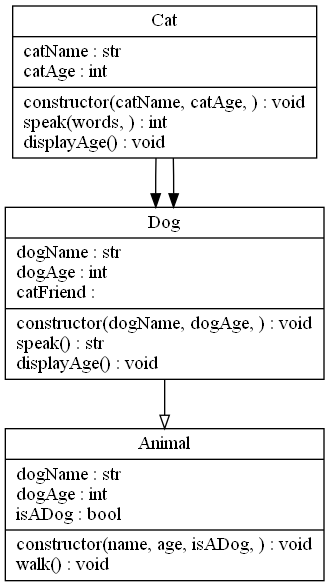 Cat
catName : str
catAge : int
constructor(catName, catAge, ) : void
speak(words, ) : int
displayAge() : void
Dog
dogName : str
dogAge : int
catFriend :
constructor(dogName, dogAge, ) : void
speak() : str
displayAge() : void
Animal
dogName : str
dogAge : int
isADog : bool
constructor(name, age, isADog, ) : void
walk() : void